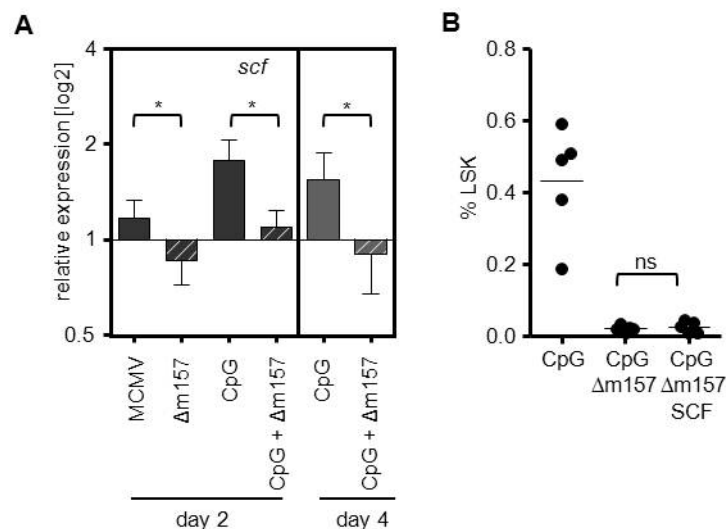 A
relative expression [log2]
4
2
1
0.5
scf
*
*
*
MCMV
Δm157
CpG
CpG + Δm157
CpG
CpG + Δm157
day 2
day 4
B
% LSK
0.8
0.6
0.4
0.2
0.0
ns
CpG
CpG
Δm157
CpG
Δm157
SCF